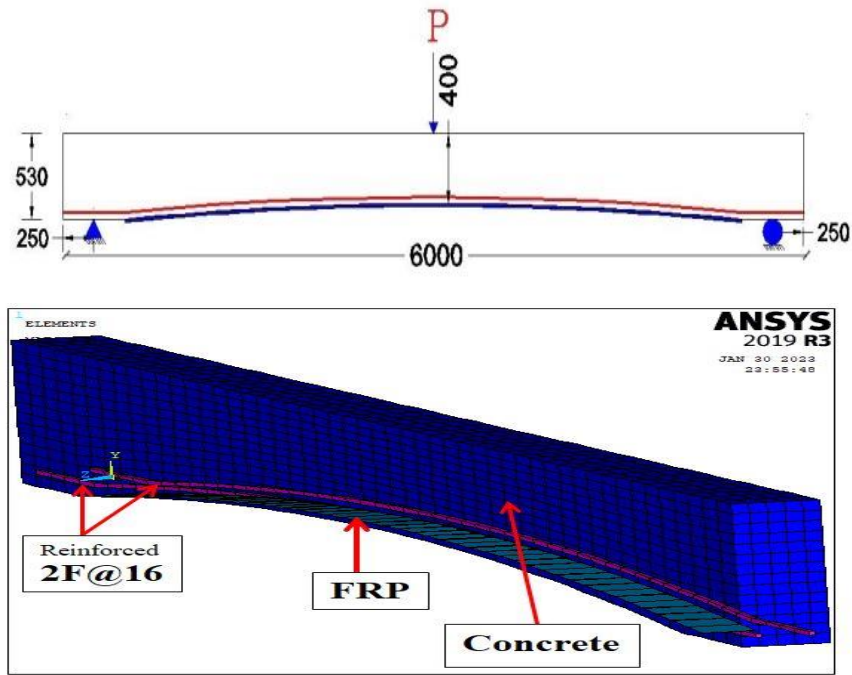 P
400
530
250
250
6000
1
ELEMENTS
ANSYS
2019 R3
JAN 30 2023
23:55:48
Y
Z
Reinforced
2F@16
FRP
Concrete